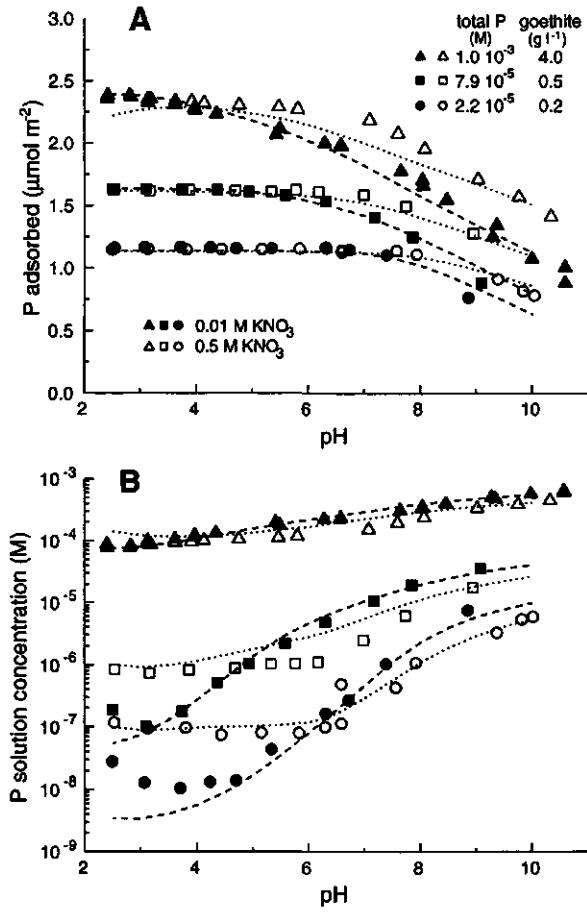 A
total P goethite
(M) (g l⁻¹)
▲ △ 1.0 10⁻³ 4.0
■ □ 7.9 10⁻⁵ 0.5
● ○ 2.2 10⁻⁵ 0.2
P adsorbed (μmol m⁻²)
3.0
2.5
2.0
1.5
1.0
0.5
0.0
▲ ■ ● 0.01 M KNO₃
△ □ ○ 0.5 M KNO₃
2 4 6 8 10
pH
B
P solution concentration (M)
10⁻³
10⁻⁴
10⁻⁵
10⁻⁶
10⁻⁷
10⁻⁸
10⁻⁹
2 4 6 8 10
pH